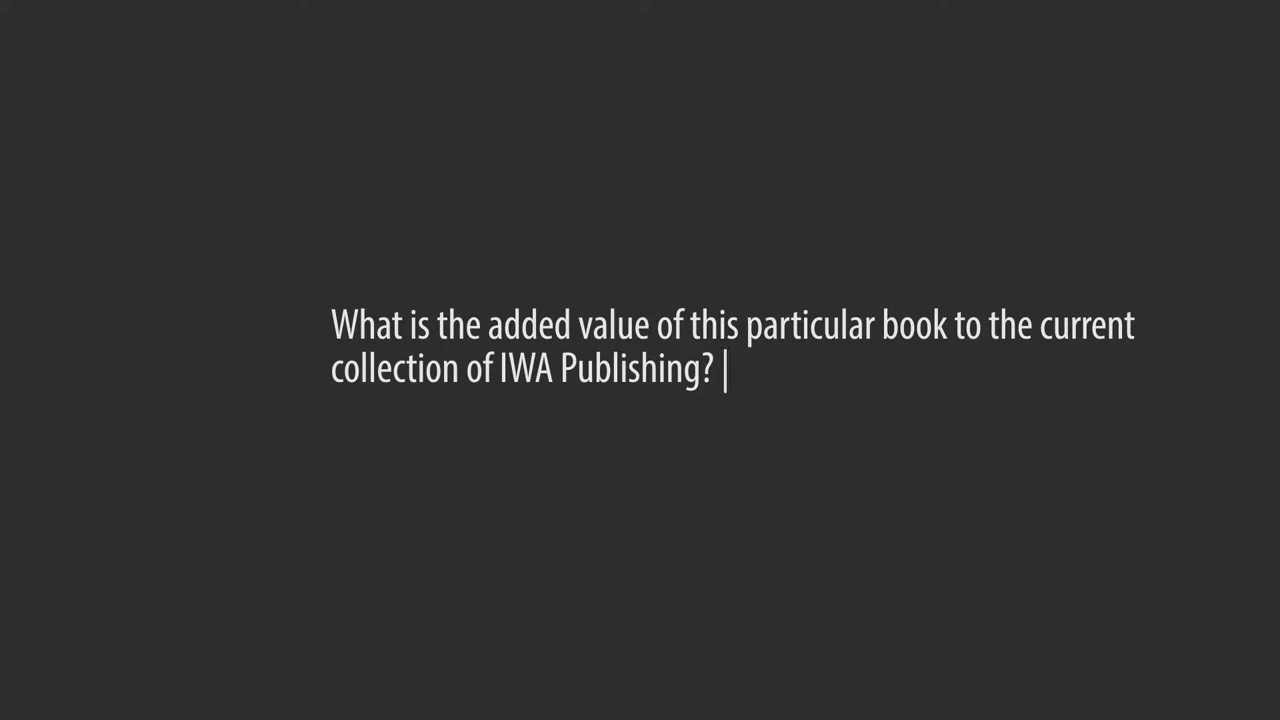 What is the added value of this particular book to the current
collection of IWA Publishing? |